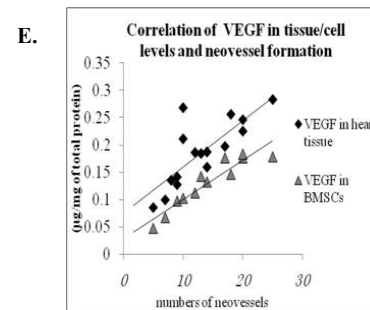 E.
Correlation of VEGF in tissue/cell
levels and neovessel formation
(µg/mg of total protein)
0.35
0.3
0.25
0.2
0.15
0.1
0.05
0
0 10 20 30
numbers of neovessels
VEGF in hear
tissue
VEGF in
BMSCs